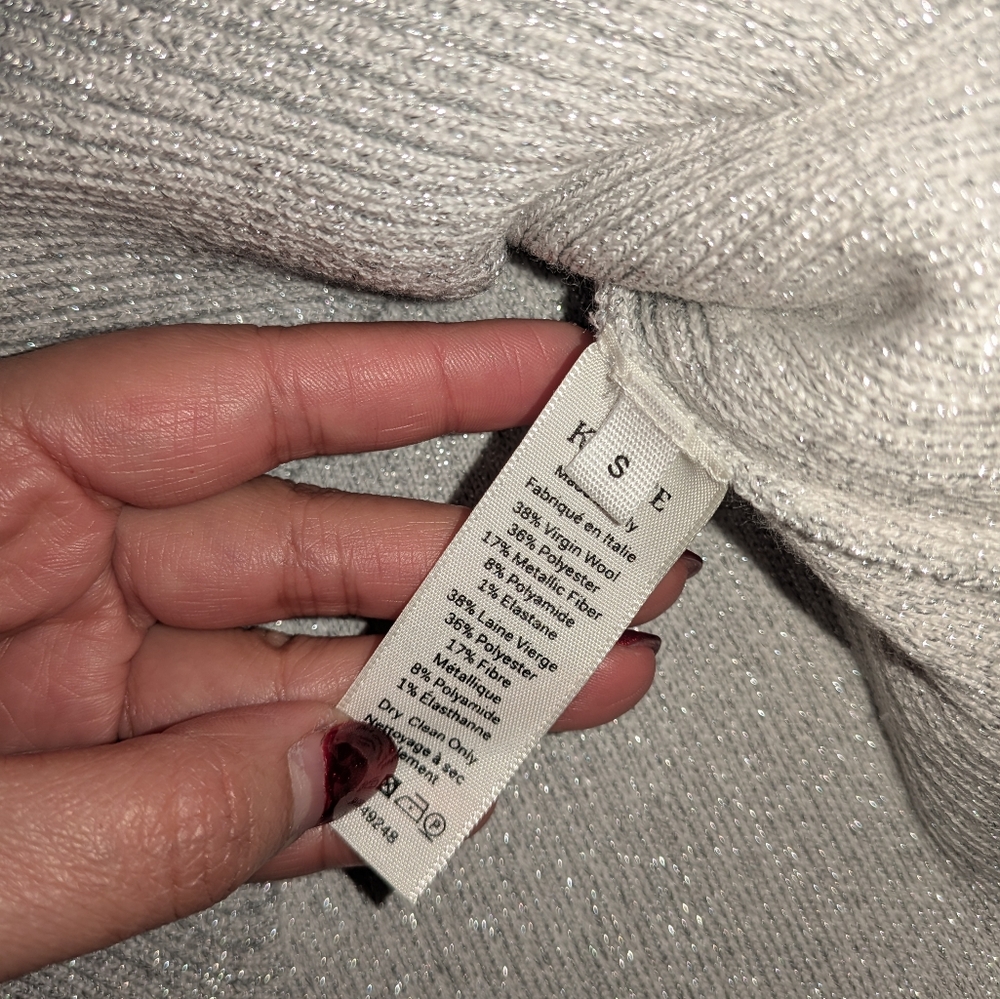 K
S
E
Fabriqué en Italie
38% Virgin Wool
36% Polyester
17% Metallic Fiber
8% Polyamide
1% Elastane
38% Laine Vierge
36% Polyester
17% Fibre
Métallique
8% Polyamide
1% Élasthanne
Dry Clean Only
Nettoyage à sec
P
49248